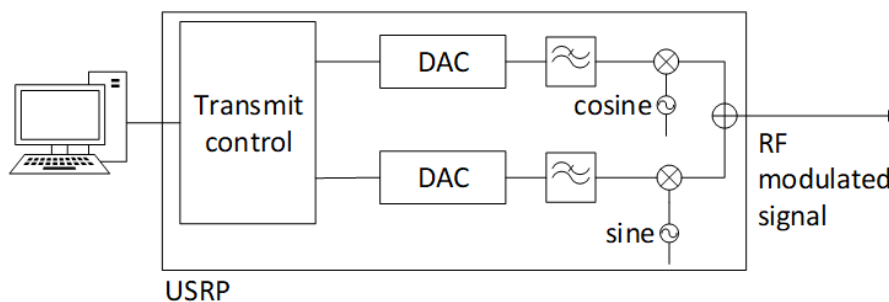 DAC
Transmit
control
cosine
DAC
RF
modulated
signal
sine
USRP